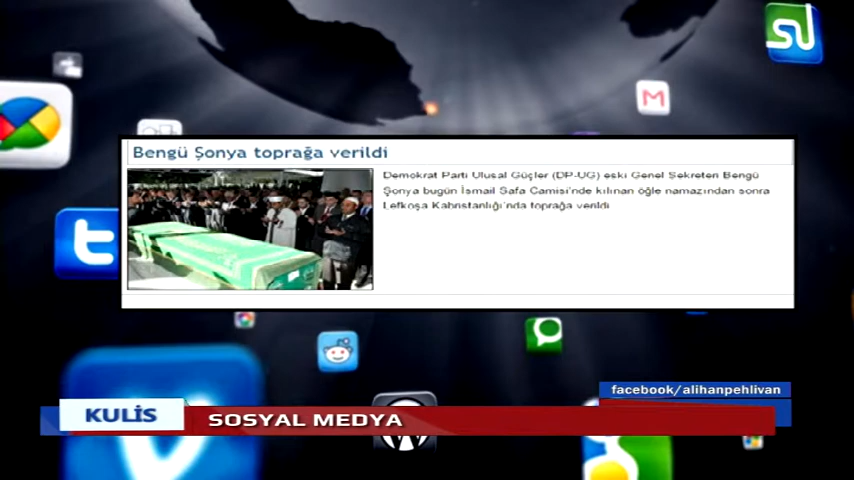 Bengü Şonya toprağa verildi
Demokrat Parti Ulusal Güçler (DP-UG) eski Genel Sekreteri Bengü
Şonya bugün İsmail Safa Camisi'nde kılınan öğle namazından sonra
Lefkoşa Kabristanlığı'nda toprağa verildi
facebook/alihanpehlivan
KULİS
SOSYAL MEDYA